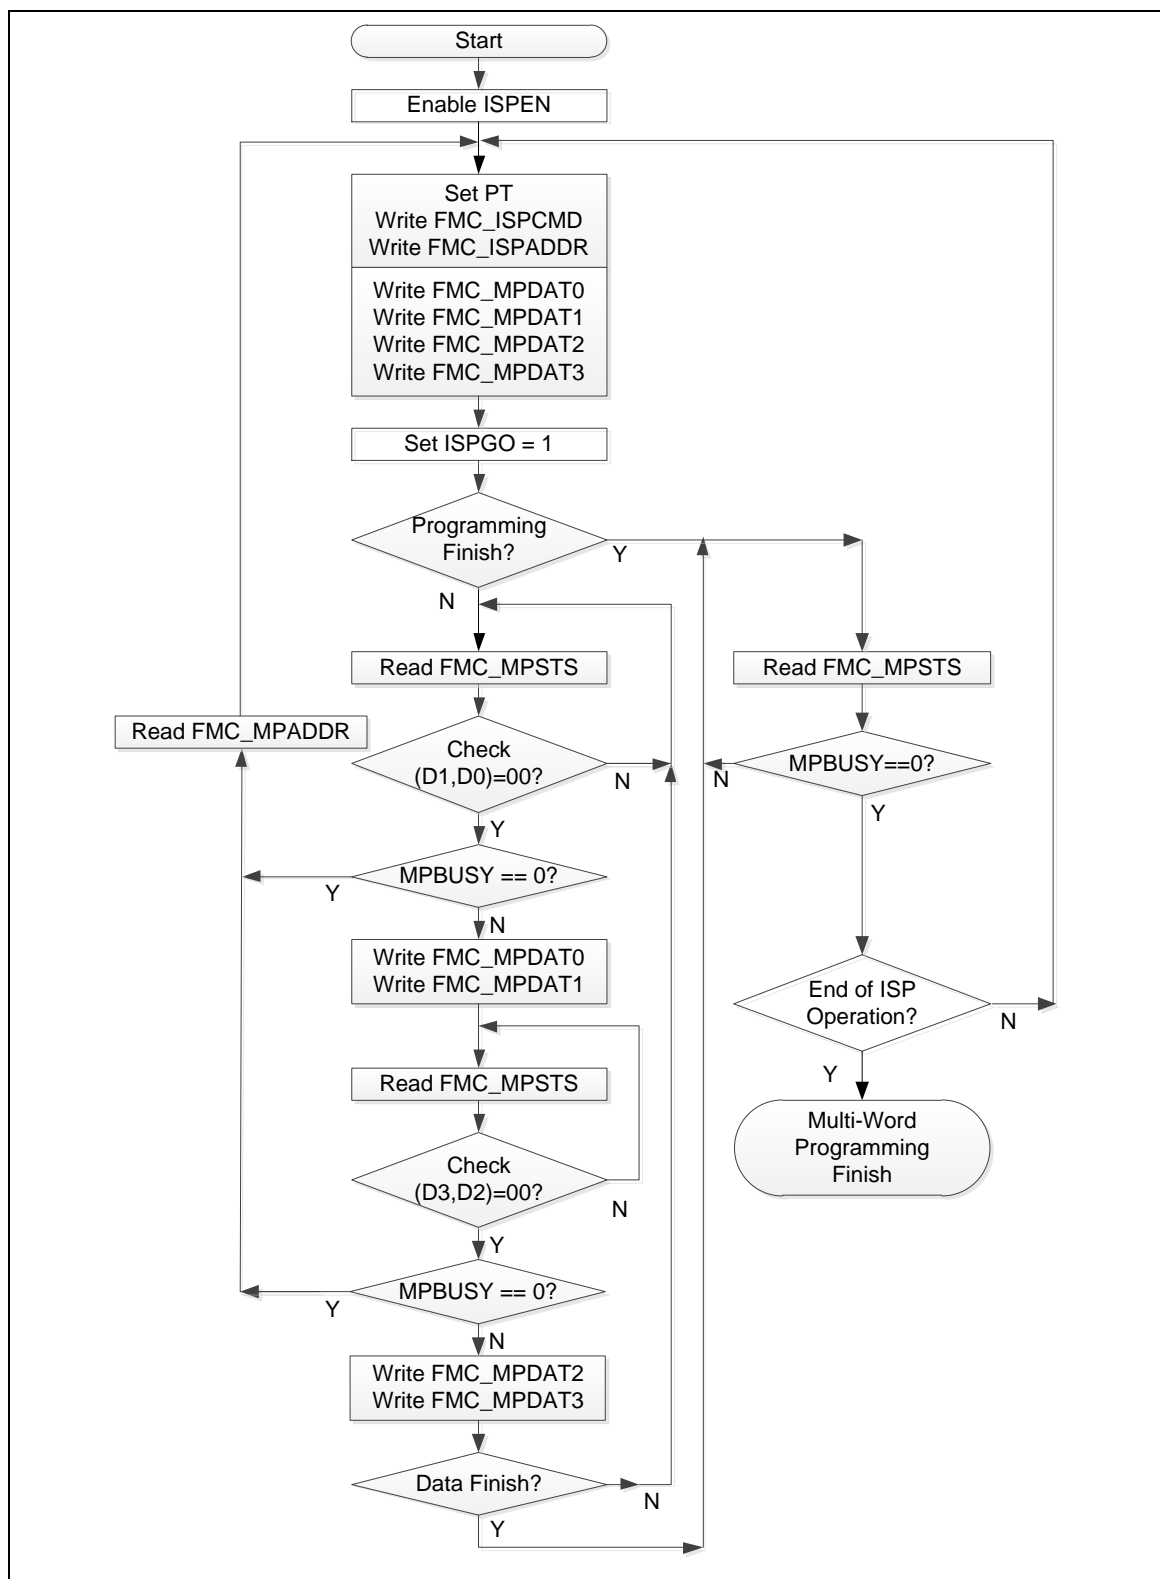 Start
Enable ISPEN
Set PT
Write FMC_ISPCMD
Write FMC_ISPADDR
Write FMC_MPDAT0
Write FMC_MPDAT1
Write FMC_MPDAT2
Write FMC_MPDAT3
Set ISPGO = 1
Programming
Finish?
Y
N
Read FMC_MPSTS
Read FMC_MPSTS
Read FMC_MPADDR
Check
(D1,D0)=00?
N
MPBUSY==0?
N
Y
Y
MPBUSY == 0?
Y
N
Write FMC_MPDAT0
Write FMC_MPDAT1
End of ISP
Operation?
N
Y
Read FMC_MPSTS
Multi-Word
Programming
Finish
Check
(D3,D2)=00?
N
Y
MPBUSY == 0?
Y
N
Write FMC_MPDAT2
Write FMC_MPDAT3
Data Finish?
N
Y